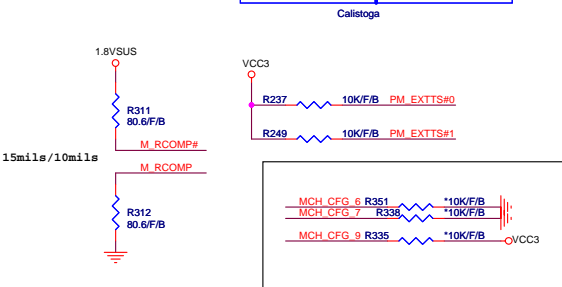 Calistoga
1.8VSUS
R311
80.6/F/B
M_RCOMP#
15mils/10mils
M_RCOMP
R312
80.6/F/B
VCC3
R237 10K/F/B PM_EXTTS#0
R249 10K/F/B PM_EXTTS#1
MCH_CFG_6 R351 *10K/F/B
MCH_CFG_7 R338 *10K/F/B
MCH_CFG_9 R335 *10K/F/B VCC3